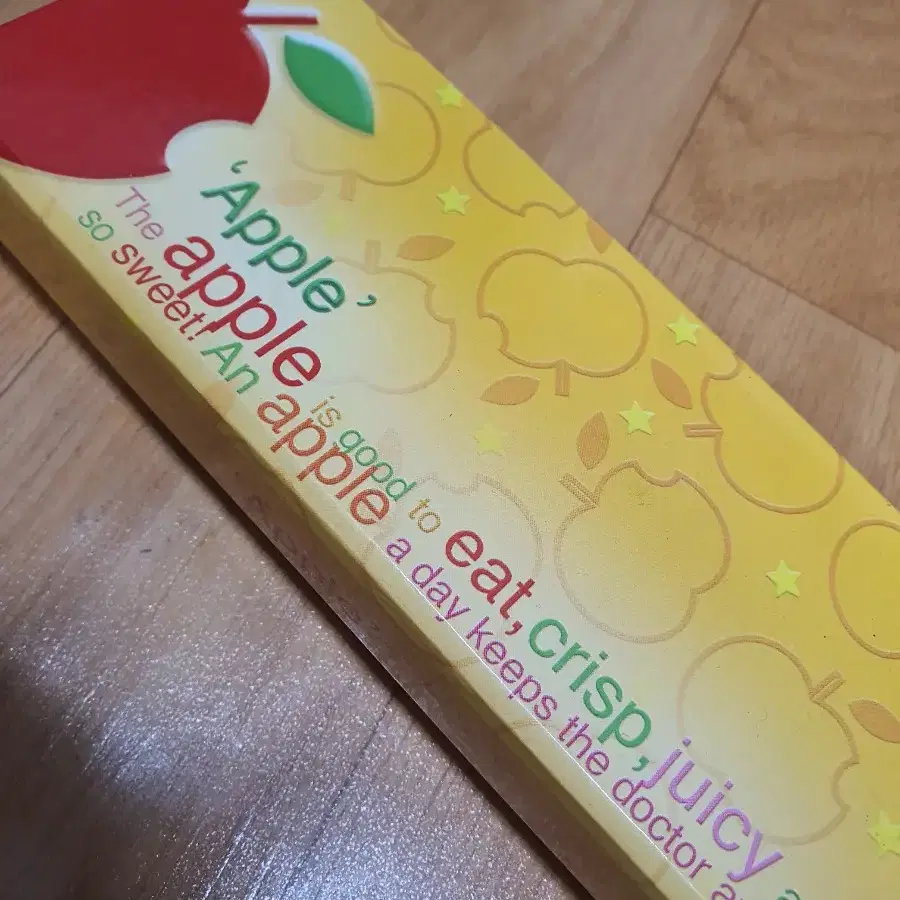 'Apple'
The apple is good to eat, crisp, juicy
so sweet! An apple a day keeps the doctor